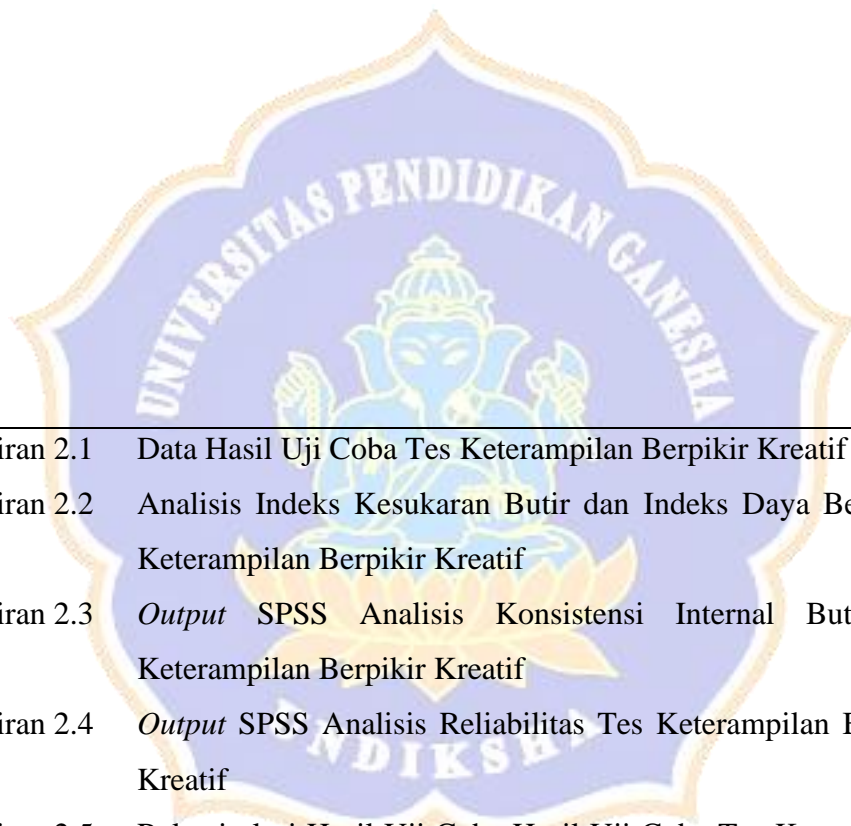 UNIVERSITAS PENDIDIKAN GANESHA
iran 2.1 Data Hasil Uji Coba Tes Keterampilan Berpikir Kreatif
iran 2.2 Analisis Indeks Kesukaran Butir dan Indeks Daya Be
Keterampilan Berpikir Kreatif
iran 2.3 Output SPSS Analisis Konsistensi Internal But
Keterampilan Berpikir Kreatif
iran 2.4 Output SPSS Analisis Reliabilitas Tes Keterampilan
Kreatif
UNDIKSHA